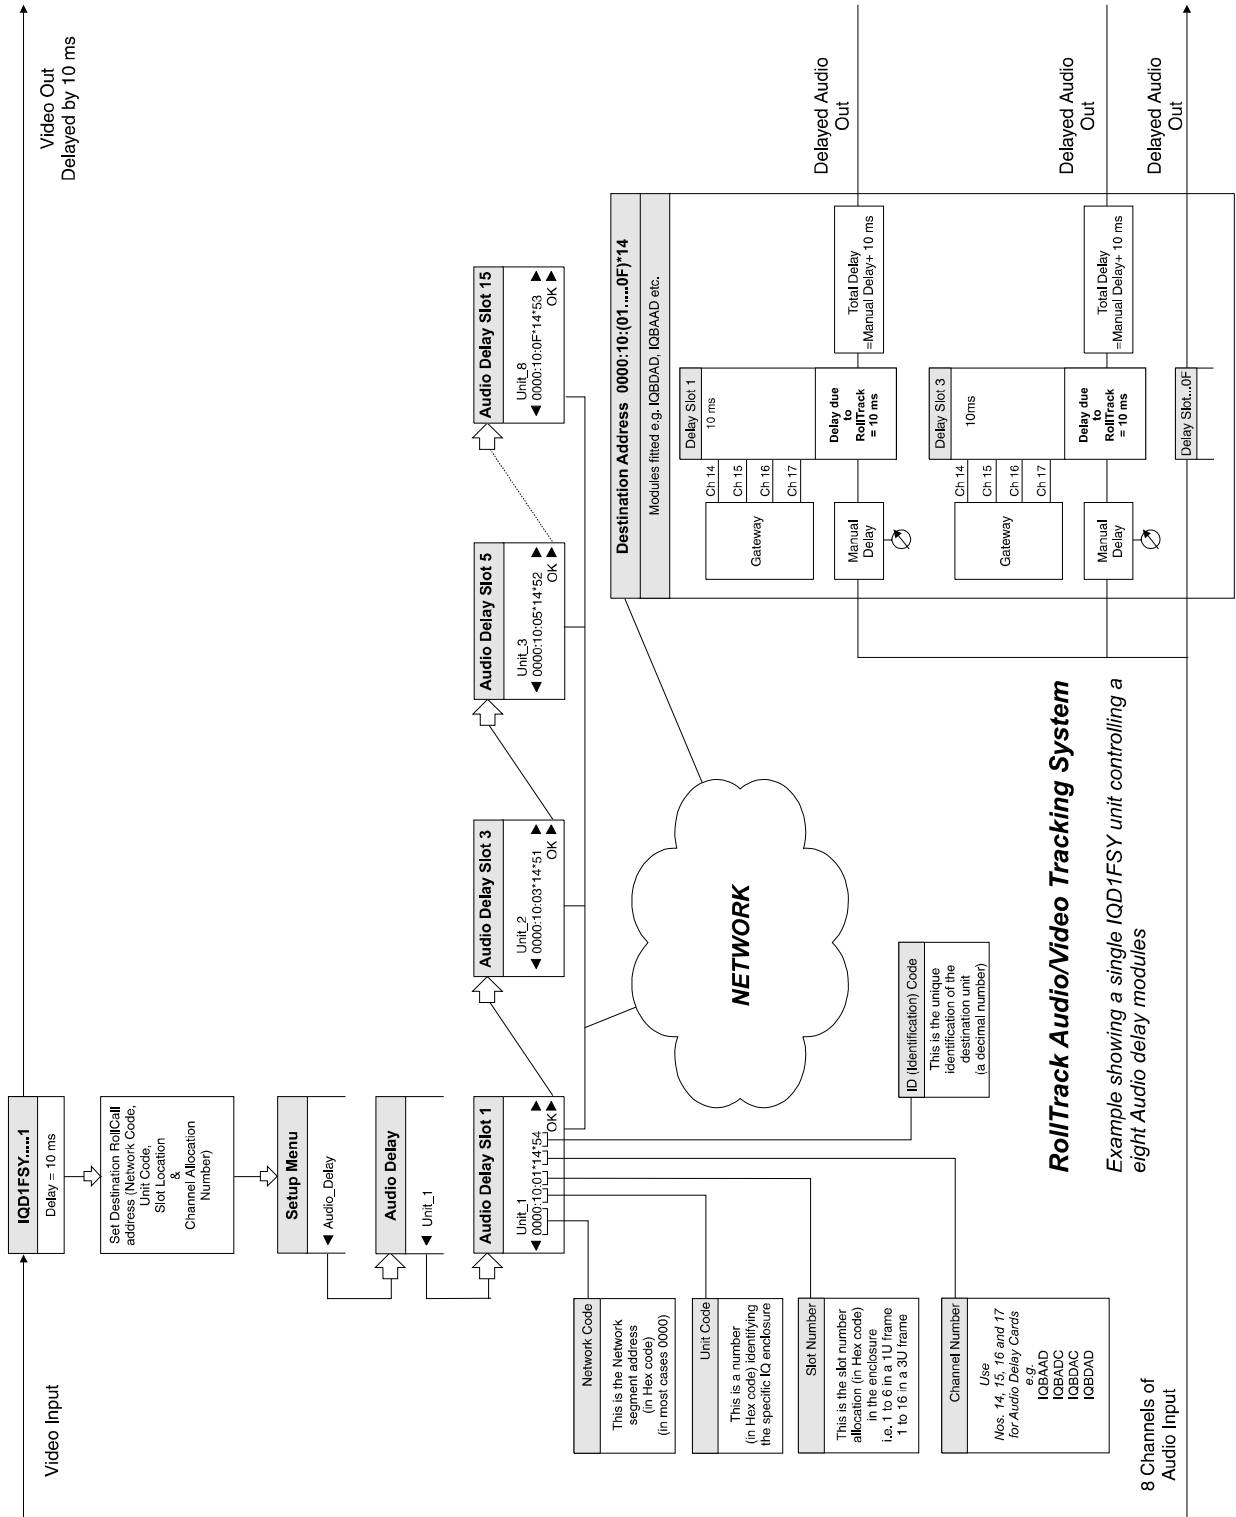 Video Input
Video Out
Delayed by 10 ms
IQD1FSY.....1
Delay = 10 ms
Set Destination RollCall
address (Network Code,
Unit Code,
Slot Location
&
Channel Allocation
Number)
Setup Menu
◀ Audio_Delay
Audio Delay
◀ Unit_1
Audio Delay Slot 1
Unit_1 ▶
◀ 0000:10:01*14*54
OK ▶
Audio Delay Slot 3
Unit_2 ▶
◀ 0000:10:03*14*51
OK ▶
Audio Delay Slot 5
Unit_3 ▶
◀ 0000:10:05*14*52
OK ▶
Audio Delay Slot 15
Unit_8 ▶
◀ 0000:10:0F*14*53
OK ▶
Network Code
This is the Network
segment address
(in Hex code)
(in most cases 0000)
Unit Code
This is a number
(in Hex code) identifying
the specific IQ enclosure
Slot Number
This is the slot number
allocation (in Hex code)
in the enclosure
i.e. 1 to 6 in a 1U frame
1 to 16 in a 3U frame
Channel Number
Use
Nos. 14, 15, 16 and 17
for Audio Delay Cards
e.g.
IQBAAD
IQBADC
IQBDAC
IQBDAD
ID (Identification) Code
This is the unique
identification of the
destination unit
(a decimal number)
NETWORK
Destination Address 0000:10:(01.....0F)*14
Modules fitted e.g. IQBDAD, IQBAAD etc.
Gateway
Ch 14
Ch 15
Ch 16
Ch 17
Delay Slot 1
10 ms
Manual
Delay
Delay due
to
RollTrack
= 10 ms
Total Delay
=Manual Delay+ 10 ms
Delayed Audio
Out
Gateway
Ch 14
Ch 15
Ch 16
Ch 17
Delay Slot 3
10ms
Manual
Delay
Delay due
to
RollTrack
= 10 ms
Total Delay
=Manual Delay+ 10 ms
Delayed Audio
Out
Delay Slot...0F
Delayed Audio
Out
RollTrack Audio/Video Tracking System
Example showing a single IQD1FSY unit controlling a
eight Audio delay modules
8 Channels of
Audio Input